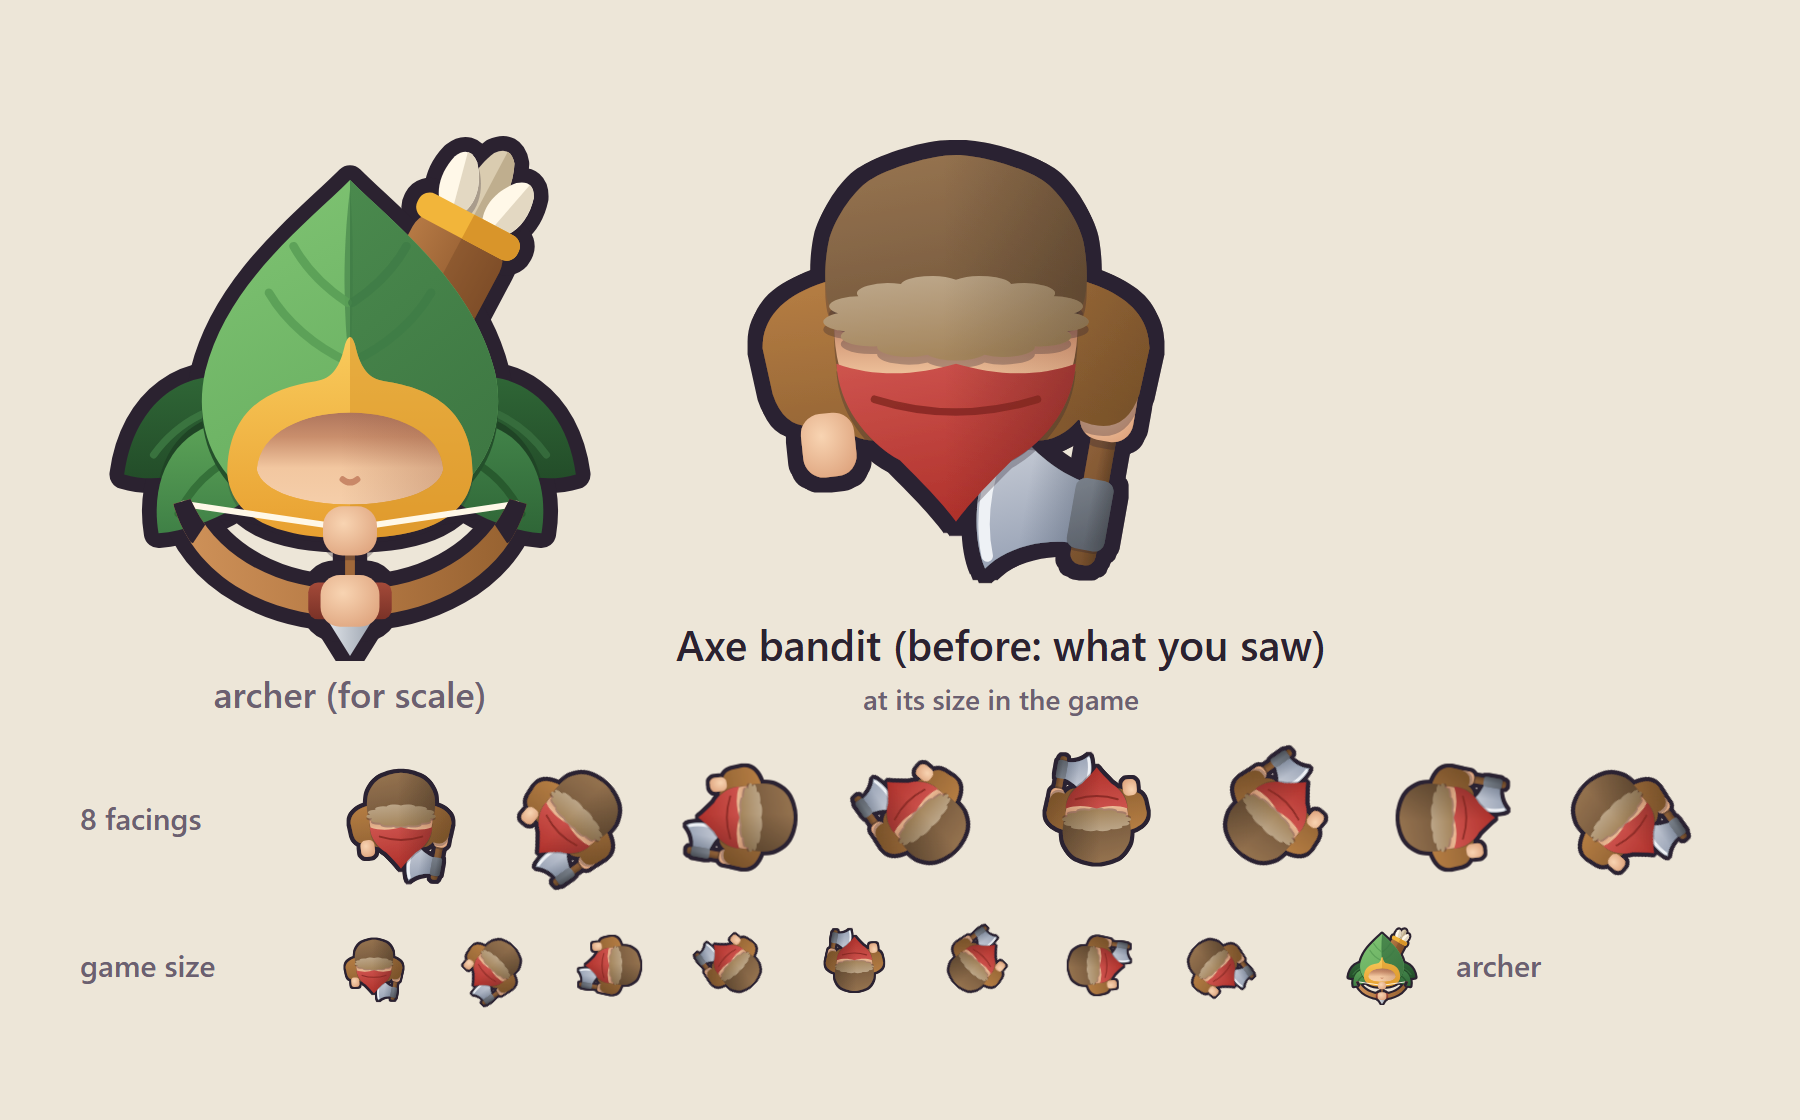 archer (for scale)
Axe bandit (before: what you saw)
at its size in the game
8 facings
game size
archer